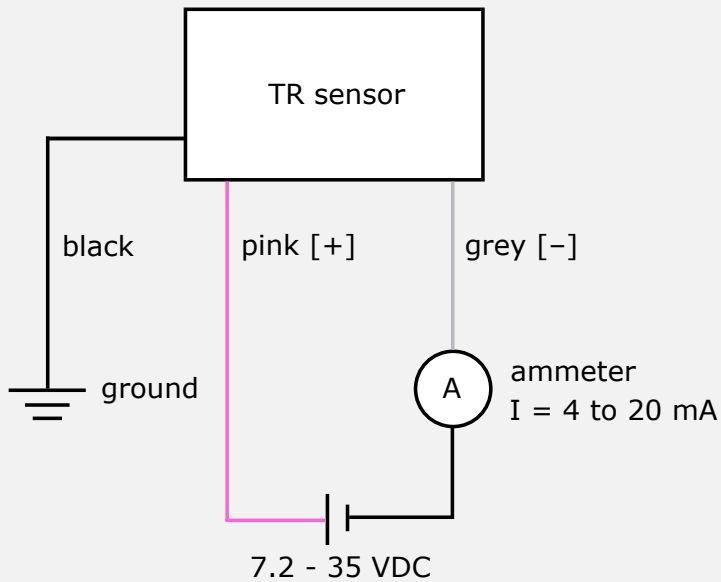 TR sensor
black
pink [+]
grey [–]
ground
A
ammeter
I = 4 to 20 mA
7.2 - 35 VDC